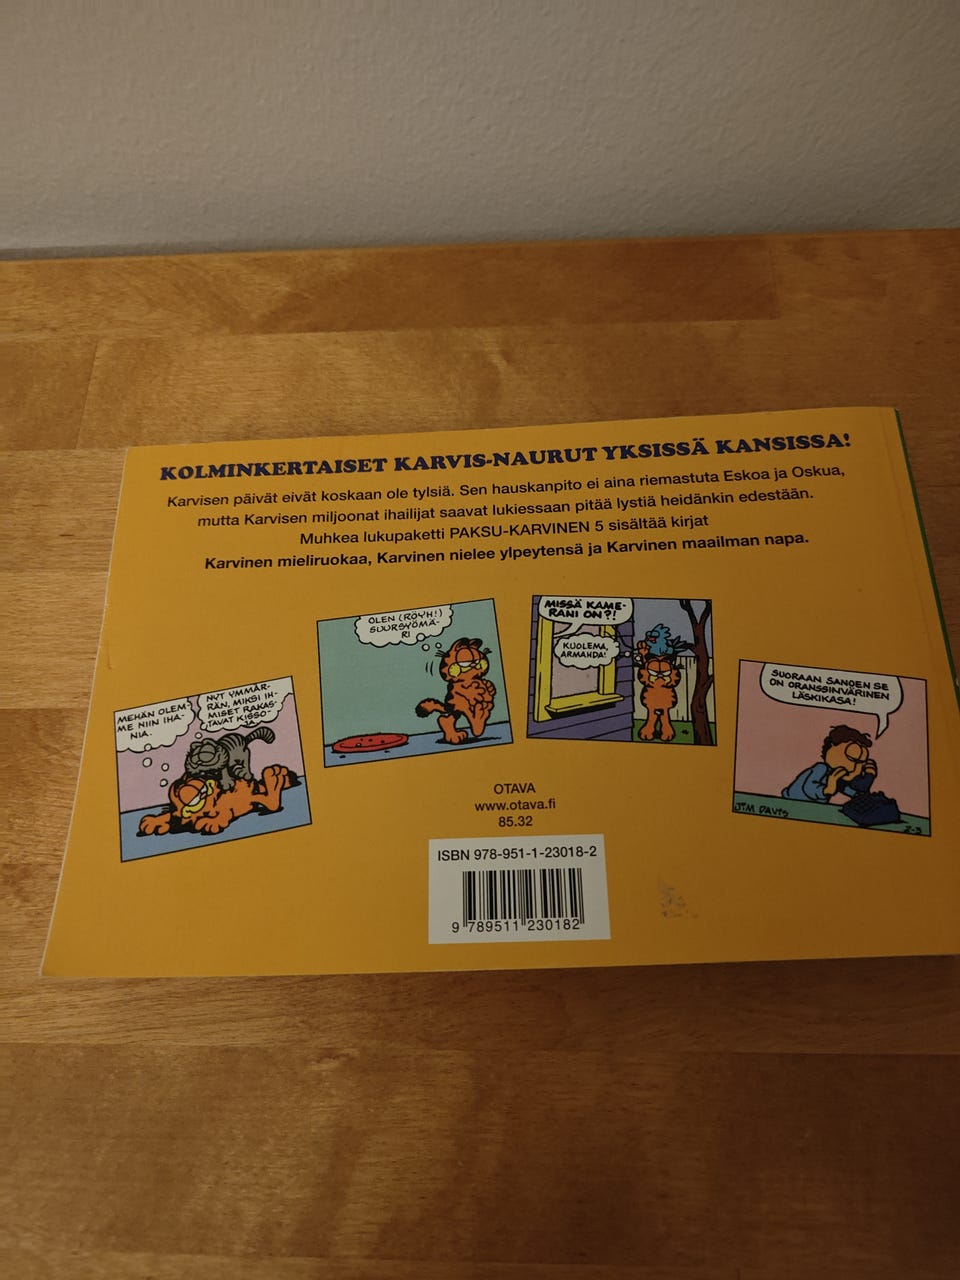 KOLMINKERTAISET KARVIS-NAURUT YKSISSÄ KANSISSA!
Karvisen päivät eivät koskaan ole tylsiä. Sen hauskanpito ei aina riemastuta Eskoa ja Oskua,
mutta Karvisen miljoonat ihailijat saavat lukiessaan pitää lystiä heidänkin edestään.
Muhkea lukupaketti PAKSU-KARVINEN 5 sisältää kirjat
Karvinen mieliruokaa, Karvinen nielee ylpeytensä ja Karvinen maailman napa.
MEHÄN OLEM-
ME NIIN IHA-
NIA.
NYT YMMÄR-
RÄN, MIKSI IH-
MISET RAKAS-
TAVAT KISSO-
JA.
OLEN (RÖYH!)
SUURSYÖMÄ-
RI
MISSÄ KAME-
RANI ON?!
KUOLEMA,
ARMAHDA!
SUORAAN SANOEN SE
ON ORANSSINVÄRINEN
LÄSKIKASA!
JIM DAVIS
2-3
OTAVA
www.otava.fi
85.32
ISBN 978-951-1-23018-2
9 789511 230182